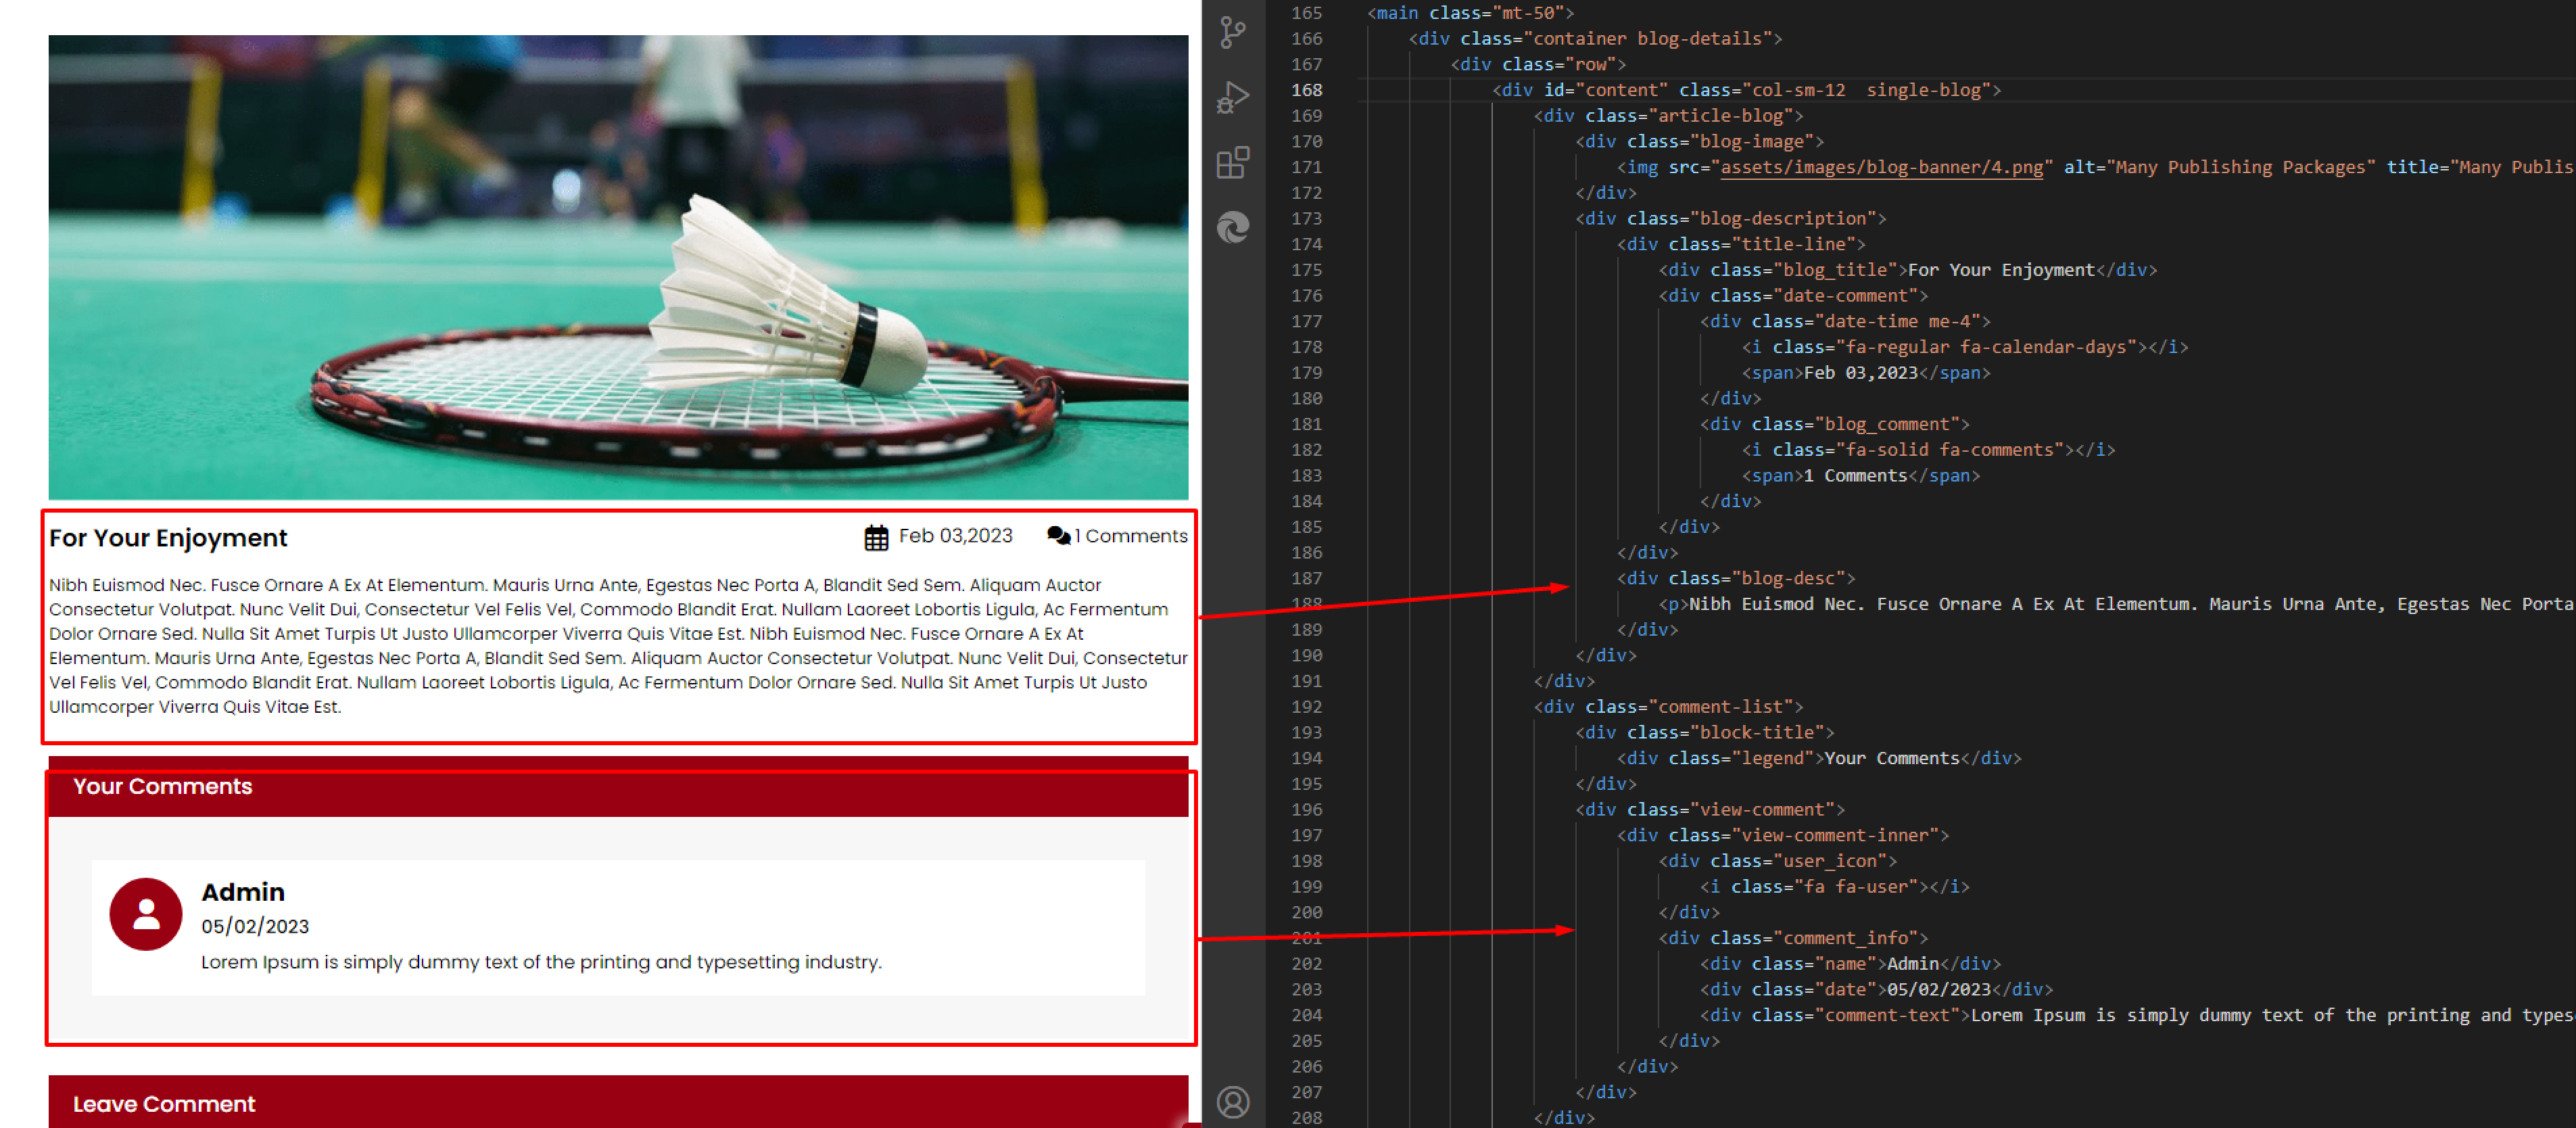 For Your Enjoyment
Feb 03,2023
1 Comments
Nibh Euismod Nec. Fusce Ornare A Ex At Elementum. Mauris Urna Ante, Egestas Nec Porta A, Blandit Sed Sem. Aliquam Auctor
Consectetur Volutpat. Nunc Velit Dui, Consectetur Vel Felis Vel, Commodo Blandit Erat. Nullam Laoreet Lobortis Ligula, Ac Fermentum
Dolor Ornare Sed. Nulla Sit Amet Turpis Ut Justo Ullamcorper Viverra Quis Vitae Est. Nibh Euismod Nec. Fusce Ornare A Ex At
Elementum. Mauris Urna Ante, Egestas Nec Porta A, Blandit Sed Sem. Aliquam Auctor Consectetur Volutpat. Nunc Velit Dui, Consectetur
Vel Felis Vel, Commodo Blandit Erat. Nullam Laoreet Lobortis Ligula, Ac Fermentum Dolor Ornare Sed. Nulla Sit Amet Turpis Ut Justo
Ullamcorper Viverra Quis Vitae Est.
Your Comments
Admin
05/02/2023
Lorem Ipsum is simply dummy text of the printing and typesetting industry.
Leave Comment
165 <main class="mt-50">
166 <div class="container blog-details">
167 <div class="row">
168 <div id="content" class="col-sm-12  single-blog">
169 <div class="article-blog">
170 <div class="blog-image">
171 <img src="assets/images/blog-banner/4.png" alt="Many Publishing Packages" title="Many Publis
172 </div>
173 <div class="blog-description">
174 <div class="title-line">
175 <div class="blog_title">For Your Enjoyment</div>
176 <div class="date-comment">
177 <div class="date-time me-4">
178 <i class="fa-regular fa-calendar-days"></i>
179 <span>Feb 03,2023</span>
180 </div>
181 <div class="blog_comment">
182 <i class="fa-solid fa-comments"></i>
183 <span>1 Comments</span>
184 </div>
185 </div>
186 </div>
187 <div class="blog-desc">
188 <p>Nibh Euismod Nec. Fusce Ornare A Ex At Elementum. Mauris Urna Ante, Egestas Nec Porta
189 </div>
190 </div>
191 </div>
192 <div class="comment-list">
193 <div class="block-title">
194 <div class="legend">Your Comments</div>
195 </div>
196 <div class="view-comment">
197 <div class="view-comment-inner">
198 <div class="user_icon">
199 <i class="fa fa-user"></i>
200 </div>
201 <div class="comment_info">
202 <div class="name">Admin</div>
203 <div class="date">05/02/2023</div>
204 <div class="comment-text">Lorem Ipsum is simply dummy text of the printing and types
205 </div>
206 </div>
207 </div>
208 </div>